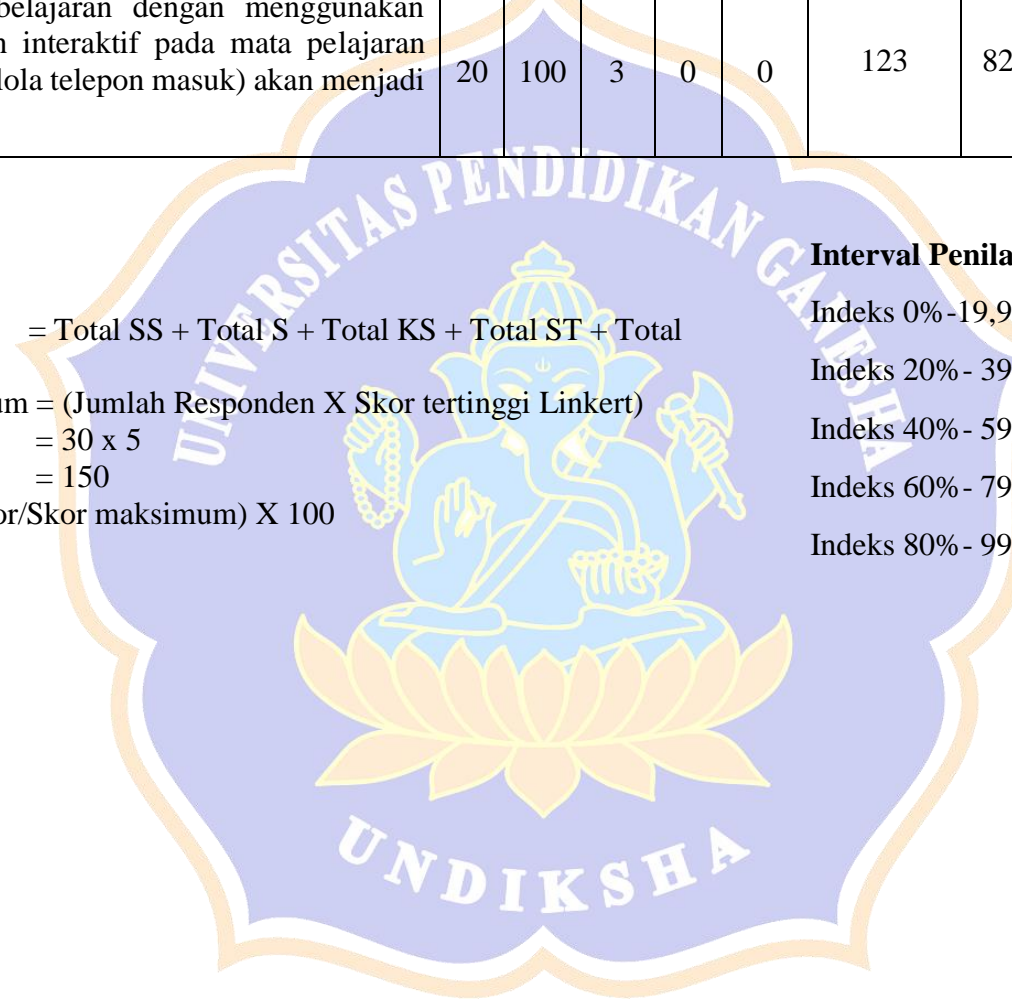 belajaran dengan menggunakan
interaktif pada mata pelajaran
lola telepon masuk) akan menjadi
20 100 3 0 0 123 82
UNIVERSITAS PENDIDIKAN GANESHA
Interval Penila
= Total SS + Total S + Total KS + Total ST + Total
Indeks 0%-19,9
Indeks 20%- 39
um = (Jumlah Responden X Skor tertinggi Linkert)
Indeks 40%- 59
= 30 x 5
= 150
Indeks 60%- 79
or/Skor maksimum) X 100
Indeks 80%- 99
UNDIKSHA